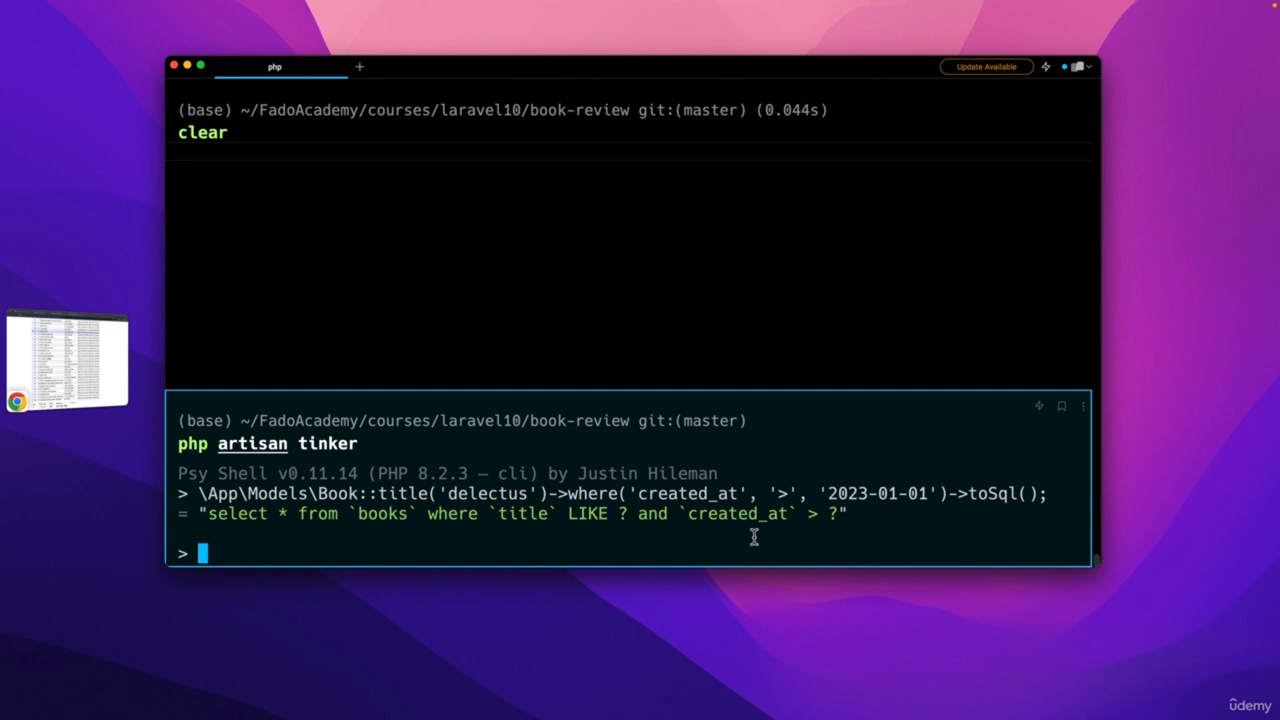 php
Update Available
(base) ~/FadoAcademy/courses/laravel10/book-review git:(master) (0.044s)
clear
(base) ~/FadoAcademy/courses/laravel10/book-review git:(master)
php artisan tinker
Psy Shell v0.11.14 (PHP 8.2.3 — cli) by Justin Hileman
> \App\Models\Book::title('delectus')->where('created_at', '>', '2023-01-01')->toSql();
= "select * from `books` where `title` LIKE ? and `created_at` > ?"
>
udemy